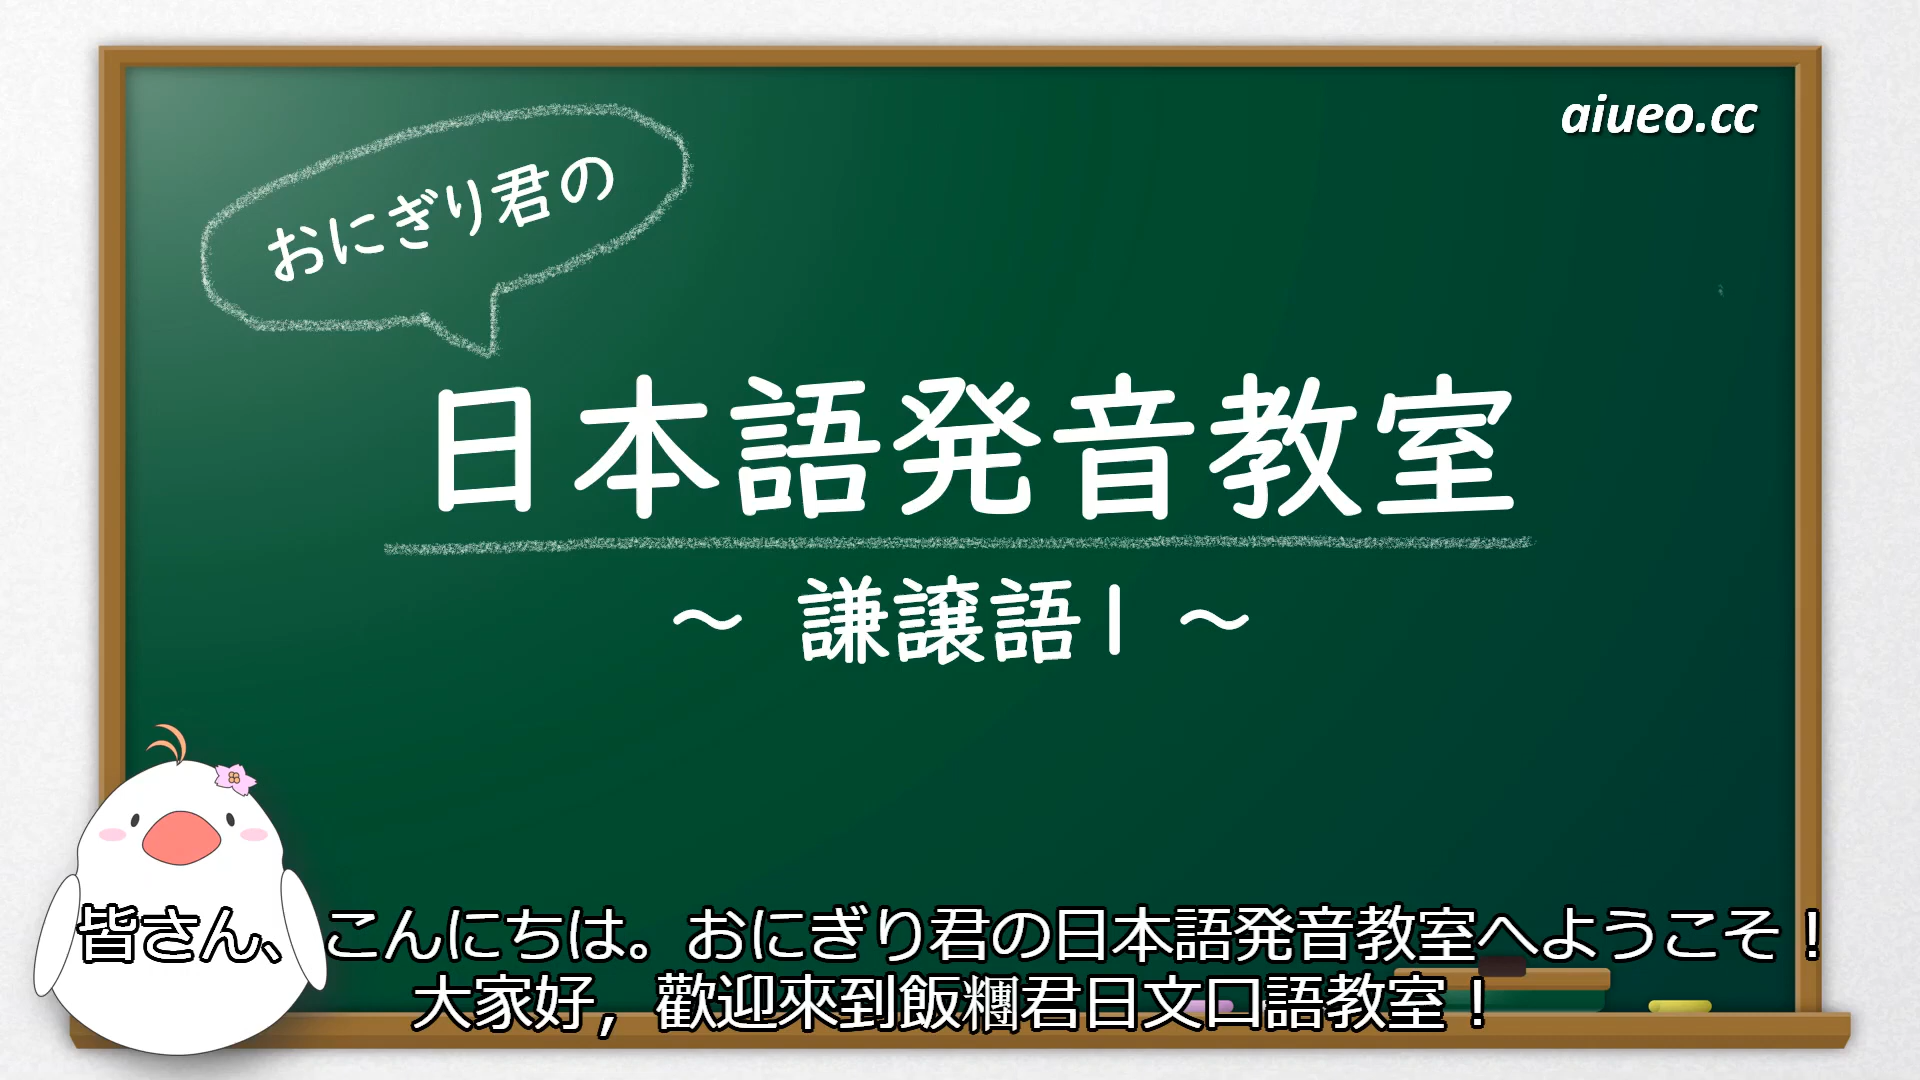 aiueo.cc
おにぎり君の
日本語発音教室
～ 謙譲語1 ～
皆さん、こんにちは。おにぎり君の日本語発音教室へようこそ！
大家好，歡迎來到飯糰君日文口語教室！